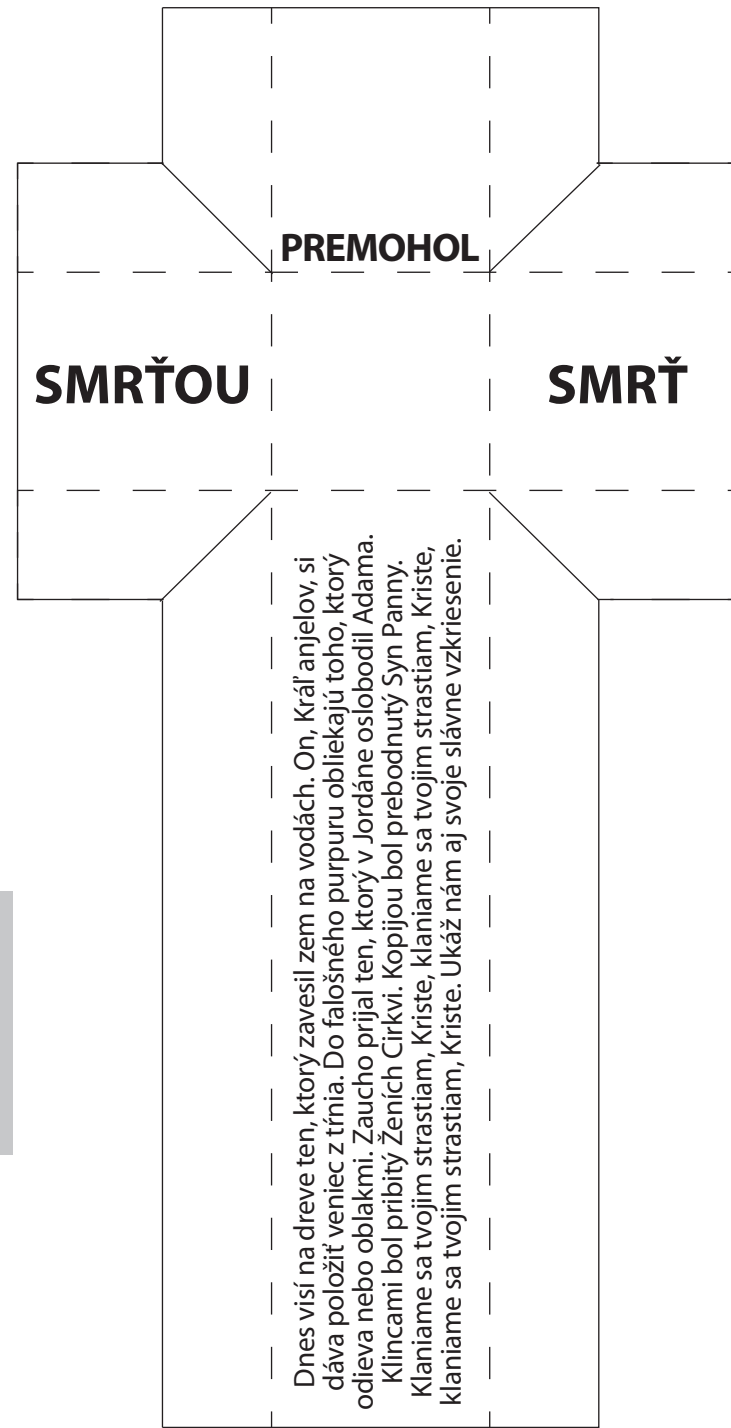 PREMOHOL
SMRŤOU
SMRŤ
Dnes visí na dreve ten, ktorý zavesil zem na vodách. On, Kráľ anjelov, si
dáva položiť veniec z tŕnia. Do falošného purpuru obliekajú toho, ktorý
odieva nebo oblakmi. Zaucho prijal ten, ktorý v Jordáne oslobodil Adama.
Klincami bol pribitý Ženích Cirkvi. Kopijou bol prebodnutý Syn Panny.
Klaniame sa tvojim strastiam, Kriste, klaniame sa tvojim strastiam, Kriste,
klaniame sa tvojim strastiam, Kriste. Ukáž nám aj svoje slávne vzkriesenie.